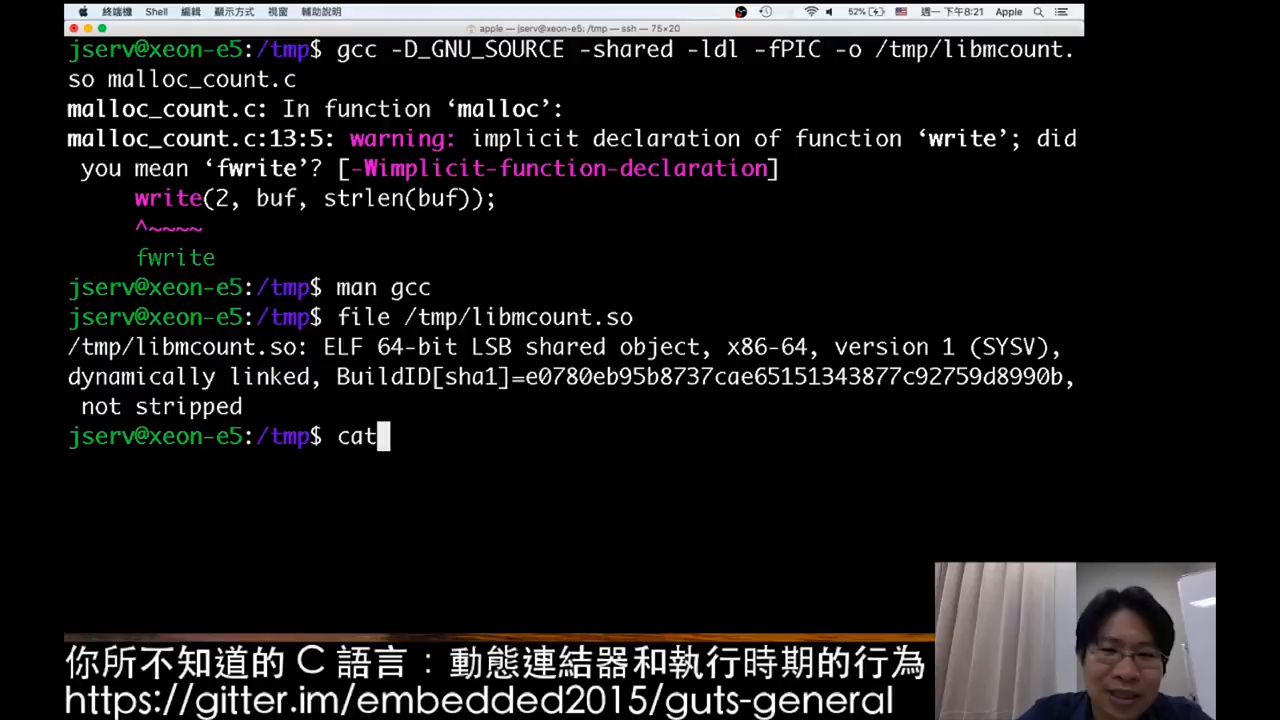 Shell 編輯 顯示方式 視窗 輔助說明 52% 週一 下午8:21 Apple
終端機
apple — jserv@xeon-e5: /tmp — ssh — 75×20
jserv@xeon-e5:/tmp$ gcc -D_GNU_SOURCE -shared -ldl -fPIC -o /tmp/libmcount.
so malloc_count.c
malloc_count.c: In function ‘malloc’:
malloc_count.c:13:5: warning: implicit declaration of function ‘write’; did
you mean ‘fwrite’? [-Wimplicit-function-declaration]
write(2, buf, strlen(buf));
^~~~~
fwrite
jserv@xeon-e5:/tmp$ man gcc
jserv@xeon-e5:/tmp$ file /tmp/libmcount.so
/tmp/libmcount.so: ELF 64-bit LSB shared object, x86-64, version 1 (SYSV),
dynamically linked, BuildID[sha1]=e0780eb95b8737cae65151343877c92759d8990b,
not stripped
jserv@xeon-e5:/tmp$ cat
你所不知道的 C 語言：動態連結器和執行時期的行為
https://gitter.im/embedded2015/guts-general